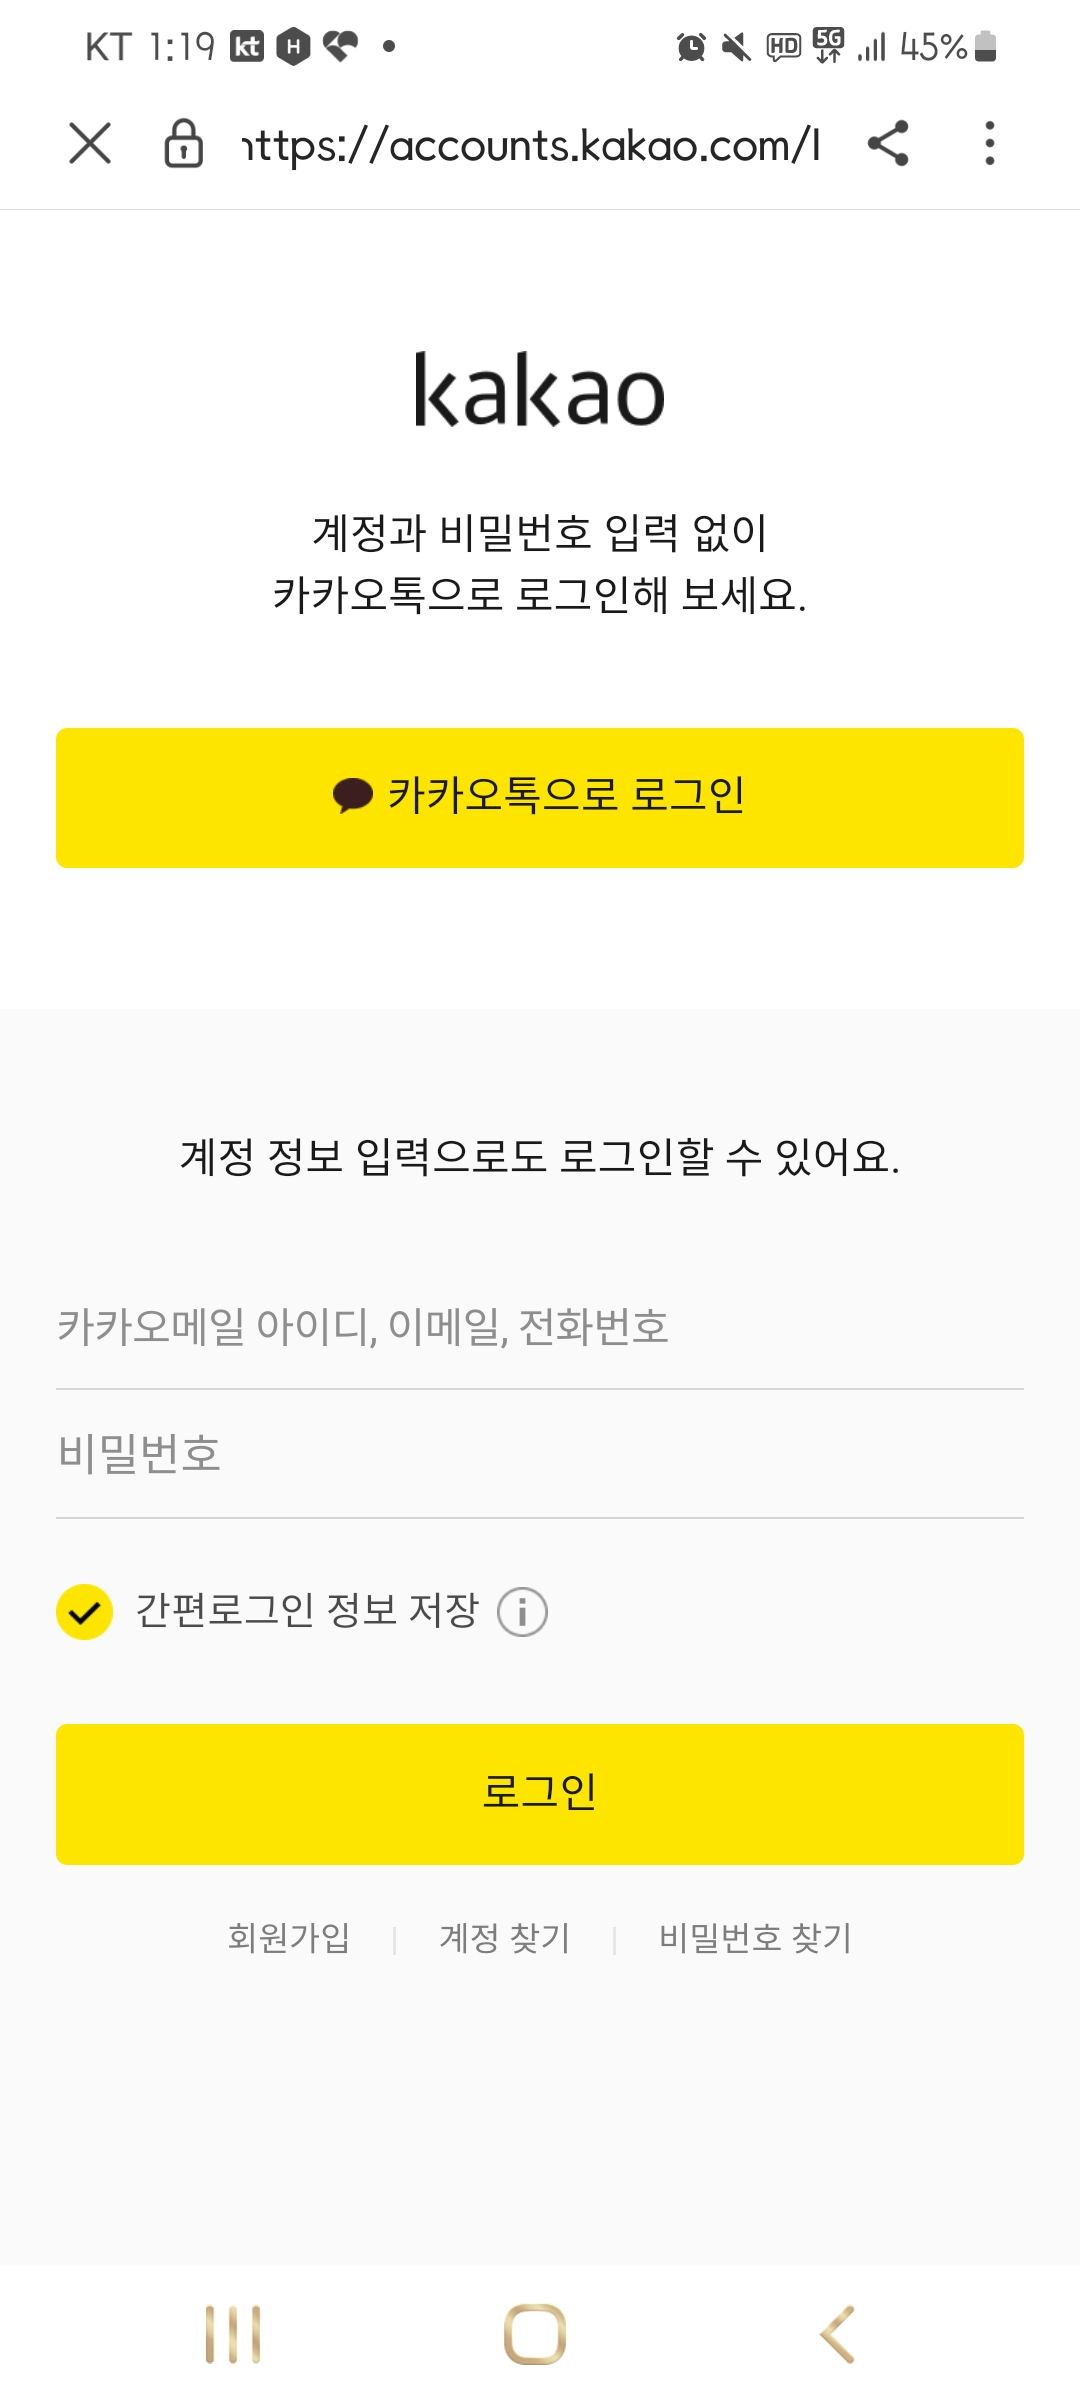 KT 1:19 kt H
HD 5G 45%
https://accounts.kakao.com/l
kakao
계정과 비밀번호 입력 없이
카카오톡으로 로그인해 보세요.
카카오톡으로 로그인
계정 정보 입력으로도 로그인할 수 있어요.
카카오메일 아이디, 이메일, 전화번호
비밀번호
간편로그인 정보 저장
로그인
회원가입 계정 찾기 비밀번호 찾기